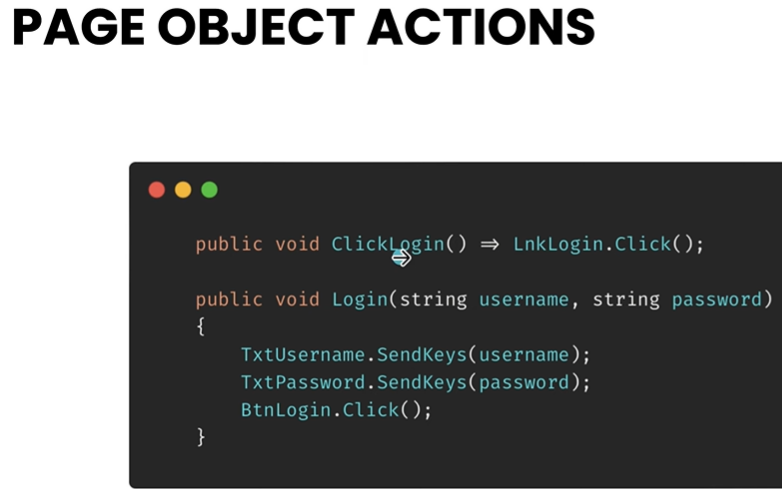 PAGE OBJECT ACTIONS
public void ClickLogin() => LnkLogin.Click();
public void Login(string username, string password)
{
TxtUsername.SendKeys(username);
TxtPassword.SendKeys(password);
BtnLogin.Click();
}